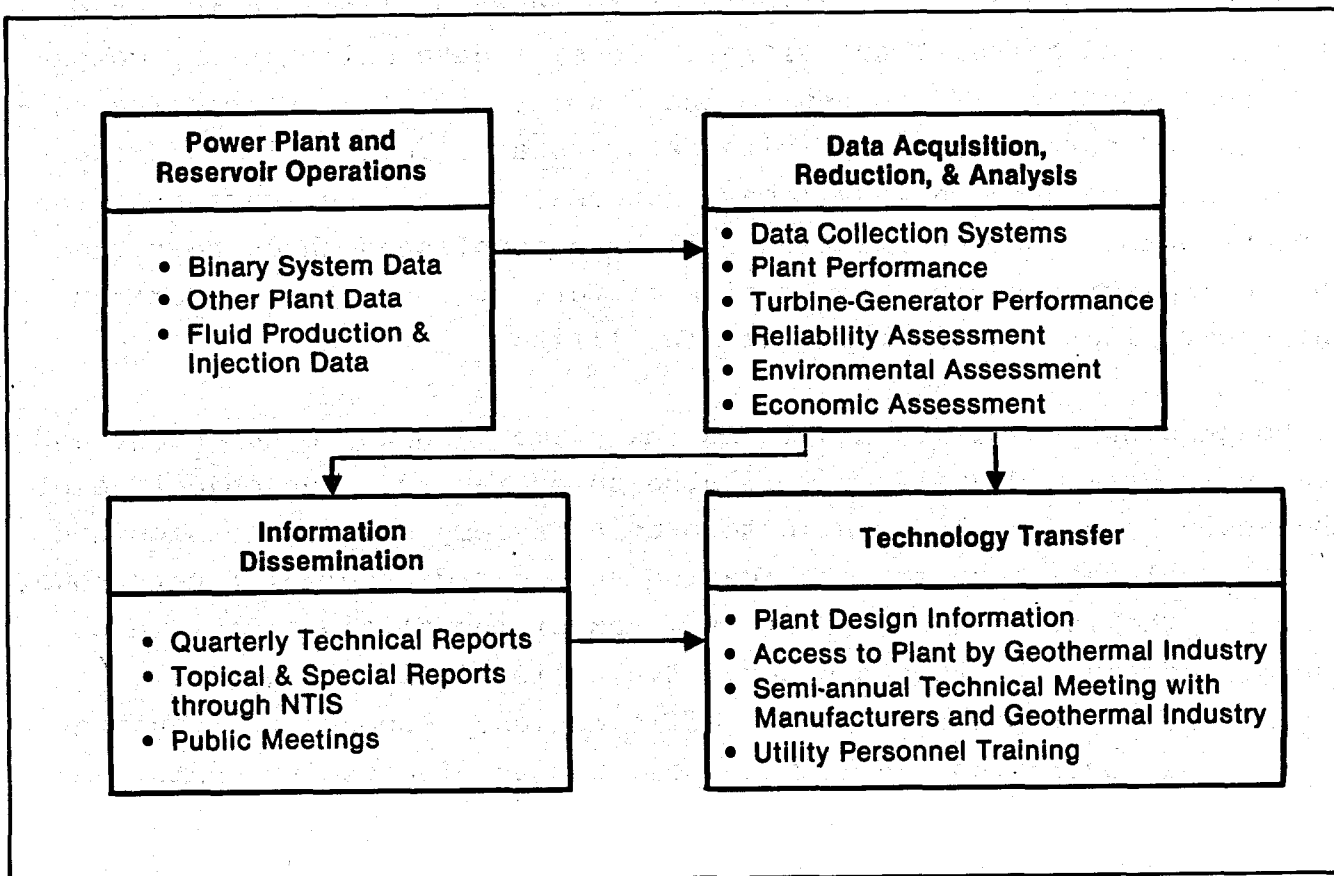 Power Plant and
Reservoir Operations
• Binary System Data
• Other Plant Data
• Fluid Production &
Injection Data
Data Acquisition,
Reduction, & Analysis
• Data Collection Systems
• Plant Performance
• Turbine-Generator Performance
• Reliability Assessment
• Environmental Assessment
• Economic Assessment
Information
Dissemination
• Quarterly Technical Reports
• Topical & Special Reports
through NTIS
• Public Meetings
Technology Transfer
• Plant Design Information
• Access to Plant by Geothermal Industry
• Semi-annual Technical Meeting with
Manufacturers and Geothermal Industry
• Utility Personnel Training